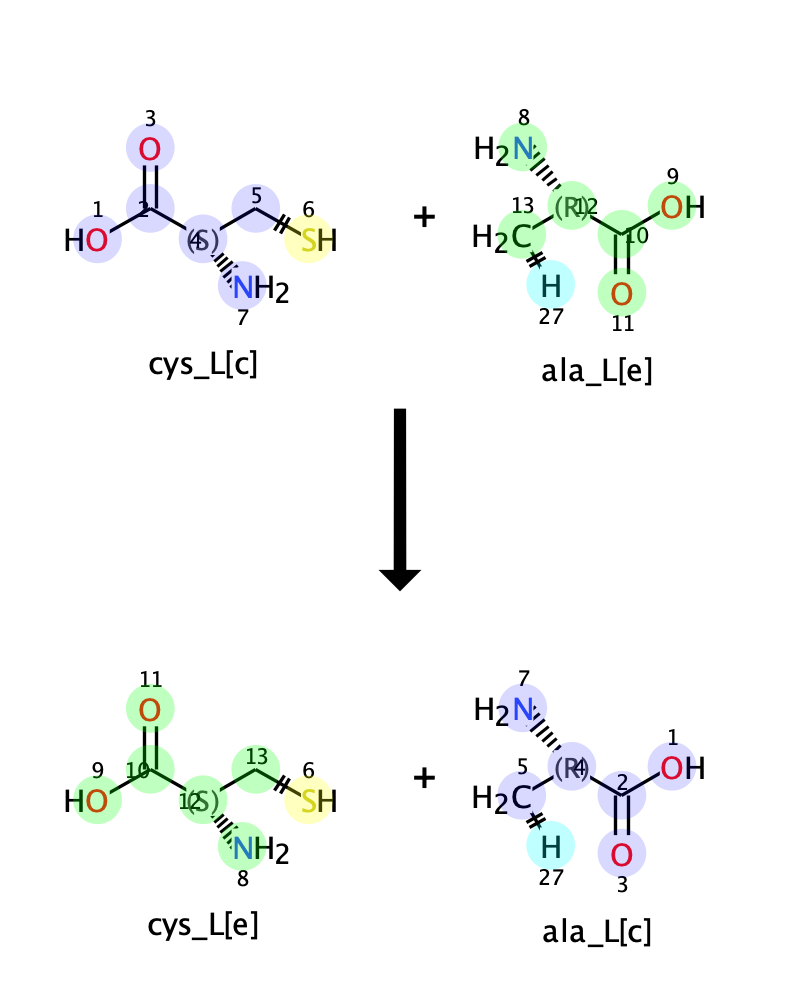 3 8
O H2N 9
1 2 5 6 13 (R) 12 OH
HO 4 (S) SH + H2C 10
NH2 H O
7 27 11
cys_L[c] ala_L[e]
11 7
O H2N 1
9 10 13 6 5 (R) 4 2 OH
HO 12 (S) SH + H2C
NH2 H O
8 27 3
cys_L[e] ala_L[c]